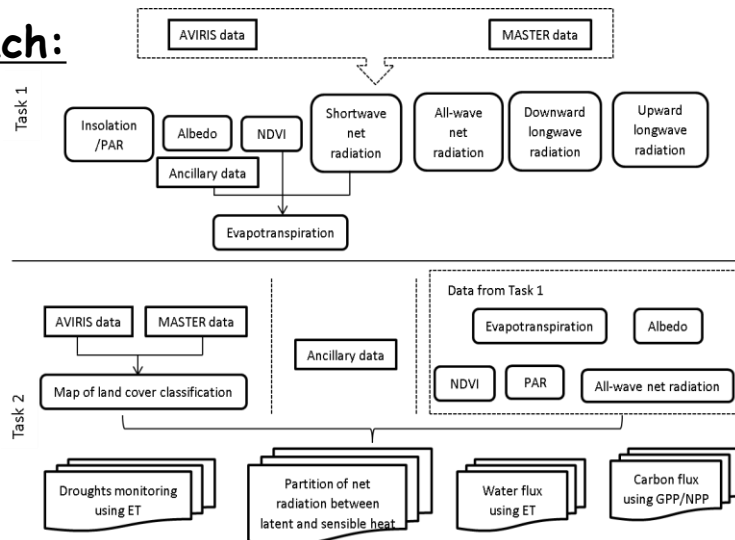 ach:
AVIRIS data
MASTER data
Task 1
Insolation
/PAR
Albedo
NDVI
Shortwave
net
radiation
All-wave
net
radiation
Downward
longwave
radiation
Upward
longwave
radiation
Ancillary data
Evapotranspiration
Task 2
AVIRIS data
MASTER data
Map of land cover classification
Ancillary data
Data from Task 1
Evapotranspiration
Albedo
NDVI
PAR
All-wave net radiation
Droughts monitoring
using ET
Partition of net
radiation between
latent and sensible heat
Water flux
using ET
Carbon flux
using GPP/NPP